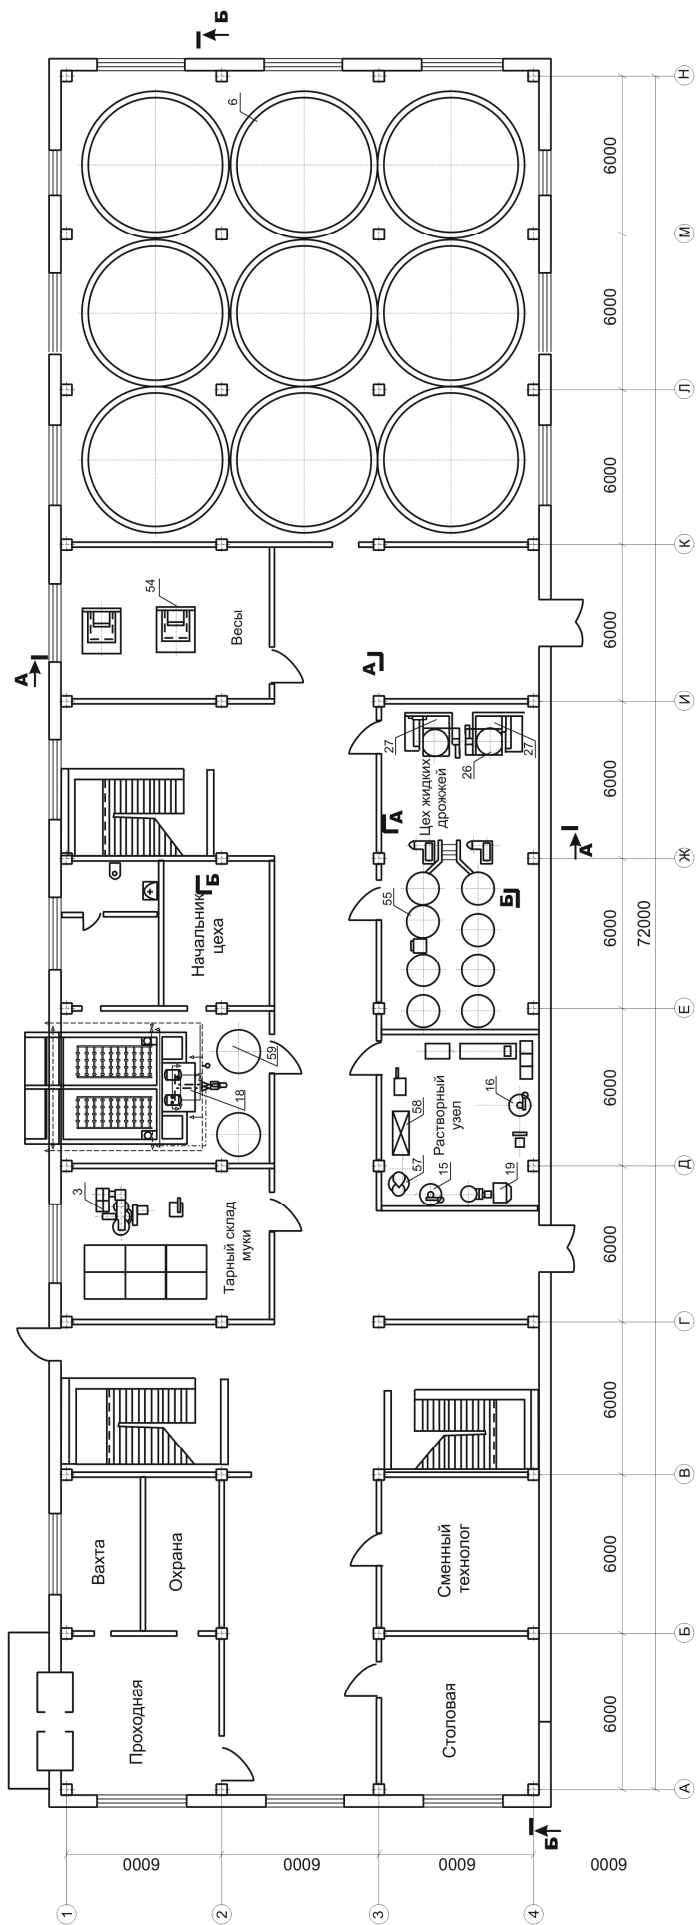 1
2
3
4
6000
6000
6000
6000
Проходная
Вахта
Охрана
Столовая
Сменный
технолог
3
Тарный склад
муки
18
59
Начальник
цеха
Б
57
15
19
58
16
Растворный
узел
55
Б
А
Цех жидких
дрожжей
27
26
27
А
54
Весы
6
А
А
Б
Б
6000
6000
6000
6000
6000
6000
6000
6000
6000
6000
6000
72000
А
Б
В
Г
Д
Е
Ж
И
К
Л
М
Н